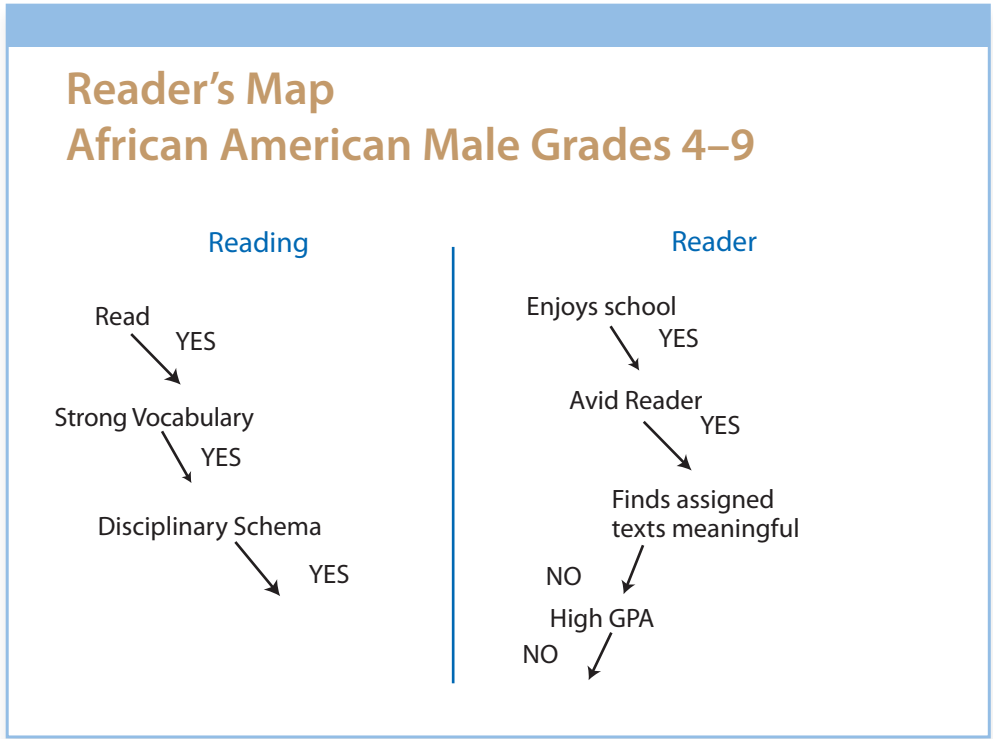 Reader’s Map
African American Male Grades 4–9
Reading
Read
YES
Strong Vocabulary
YES
Disciplinary Schema
YES
Reader
Enjoys school
YES
Avid Reader
YES
Finds assigned
texts meaningful
NO
High GPA
NO